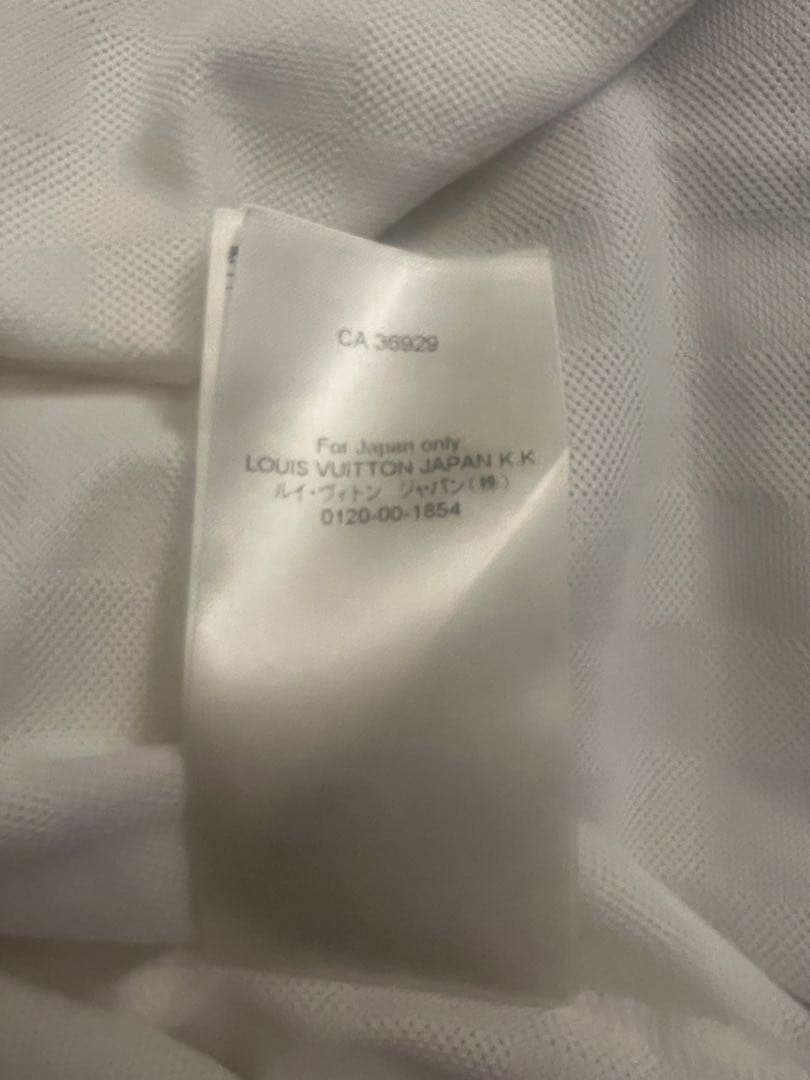 CA 36929
For Japan only
LOUIS VUITTON JAPAN K.K
ルイ・ヴィトン ジャパン(株)
0120-00-1854